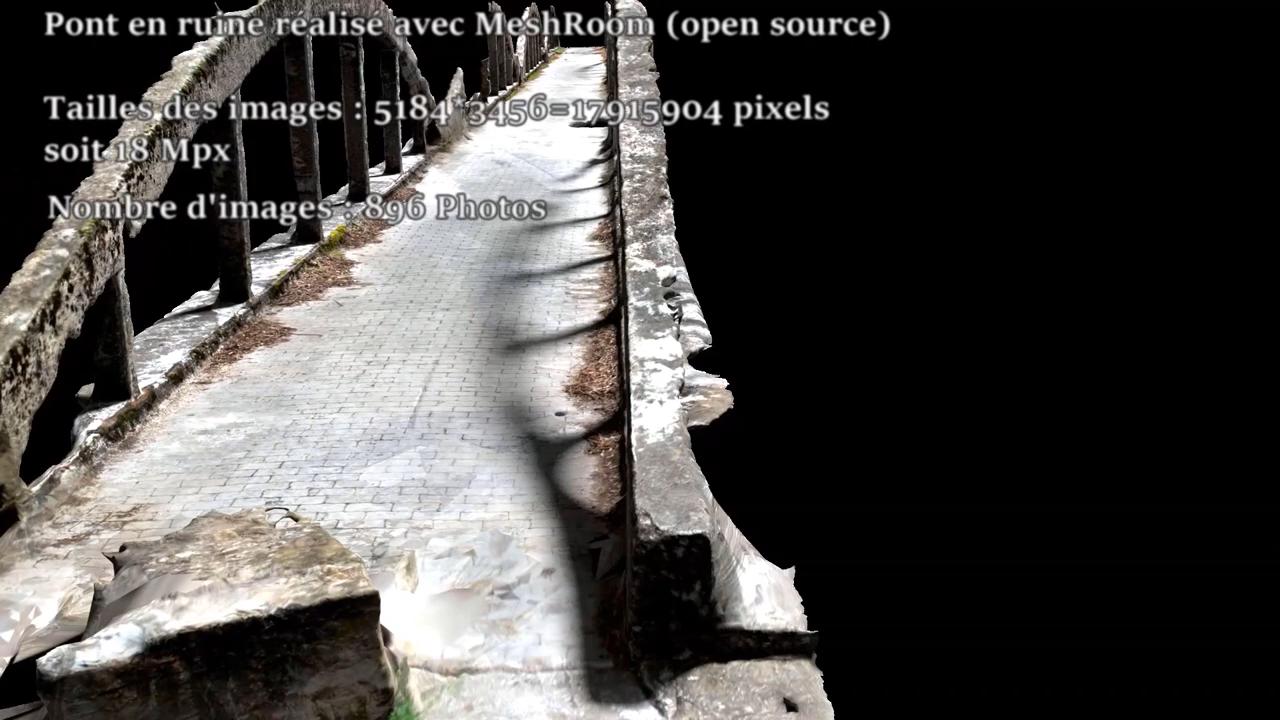 Pont en ruine réalisé avec MeshRoom (open source)
Tailles des images : 5184*3456=17915904 pixels
soit 18 Mpx
Nombre d'images : 896 Photos